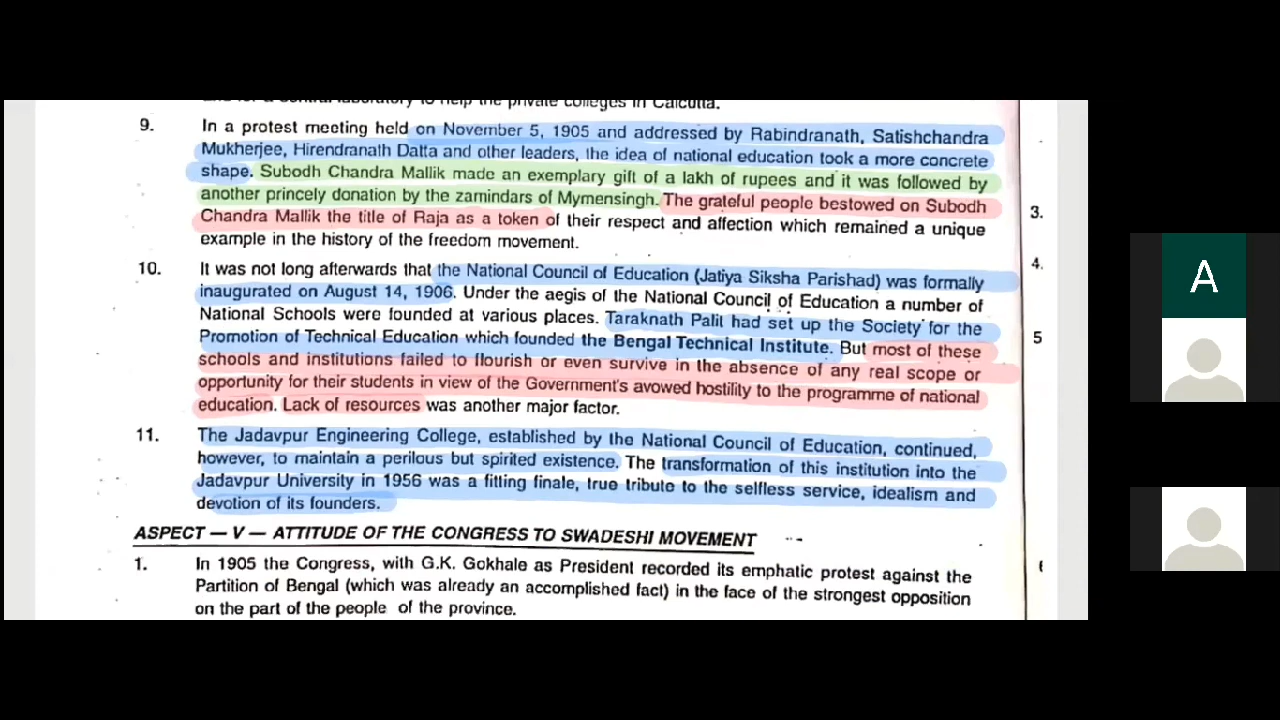 and for a central laboratory to help the private colleges in Calcutta.
9. In a protest meeting held on November 5, 1905 and addressed by Rabindranath, Satishchandra
Mukherjee, Hirendranath Datta and other leaders, the idea of national education took a more concrete
shape. Subodh Chandra Mallik made an exemplary gift of a lakh of rupees and it was followed by
another princely donation by the zamindars of Mymensingh. The grateful people bestowed on Subodh
Chandra Mallik the title of Raja as a token of their respect and affection which remained a unique
example in the history of the freedom movement.
10. It was not long afterwards that the National Council of Education (Jatiya Siksha Parishad) was formally
inaugurated on August 14, 1906. Under the aegis of the National Council of Education a number of
National Schools were founded at various places. Taraknath Palit had set up the Society for the
Promotion of Technical Education which founded the Bengal Technical Institute. But most of these
schools and institutions failed to flourish or even survive in the absence of any real scope or
opportunity for their students in view of the Government's avowed hostility to the programme of national
education. Lack of resources was another major factor.
11. The Jadavpur Engineering College, established by the National Council of Education, continued,
however, to maintain a perilous but spirited existence. The transformation of this institution into the
Jadavpur University in 1956 was a fitting finale, true tribute to the selfless service, idealism and
devotion of its founders.
ASPECT — V — ATTITUDE OF THE CONGRESS TO SWADESHI MOVEMENT
1. In 1905 the Congress, with G.K. Gokhale as President recorded its emphatic protest against the
Partition of Bengal (which was already an accomplished fact) in the face of the strongest opposition
on the part of the people of the province.
3.
4.
5
A